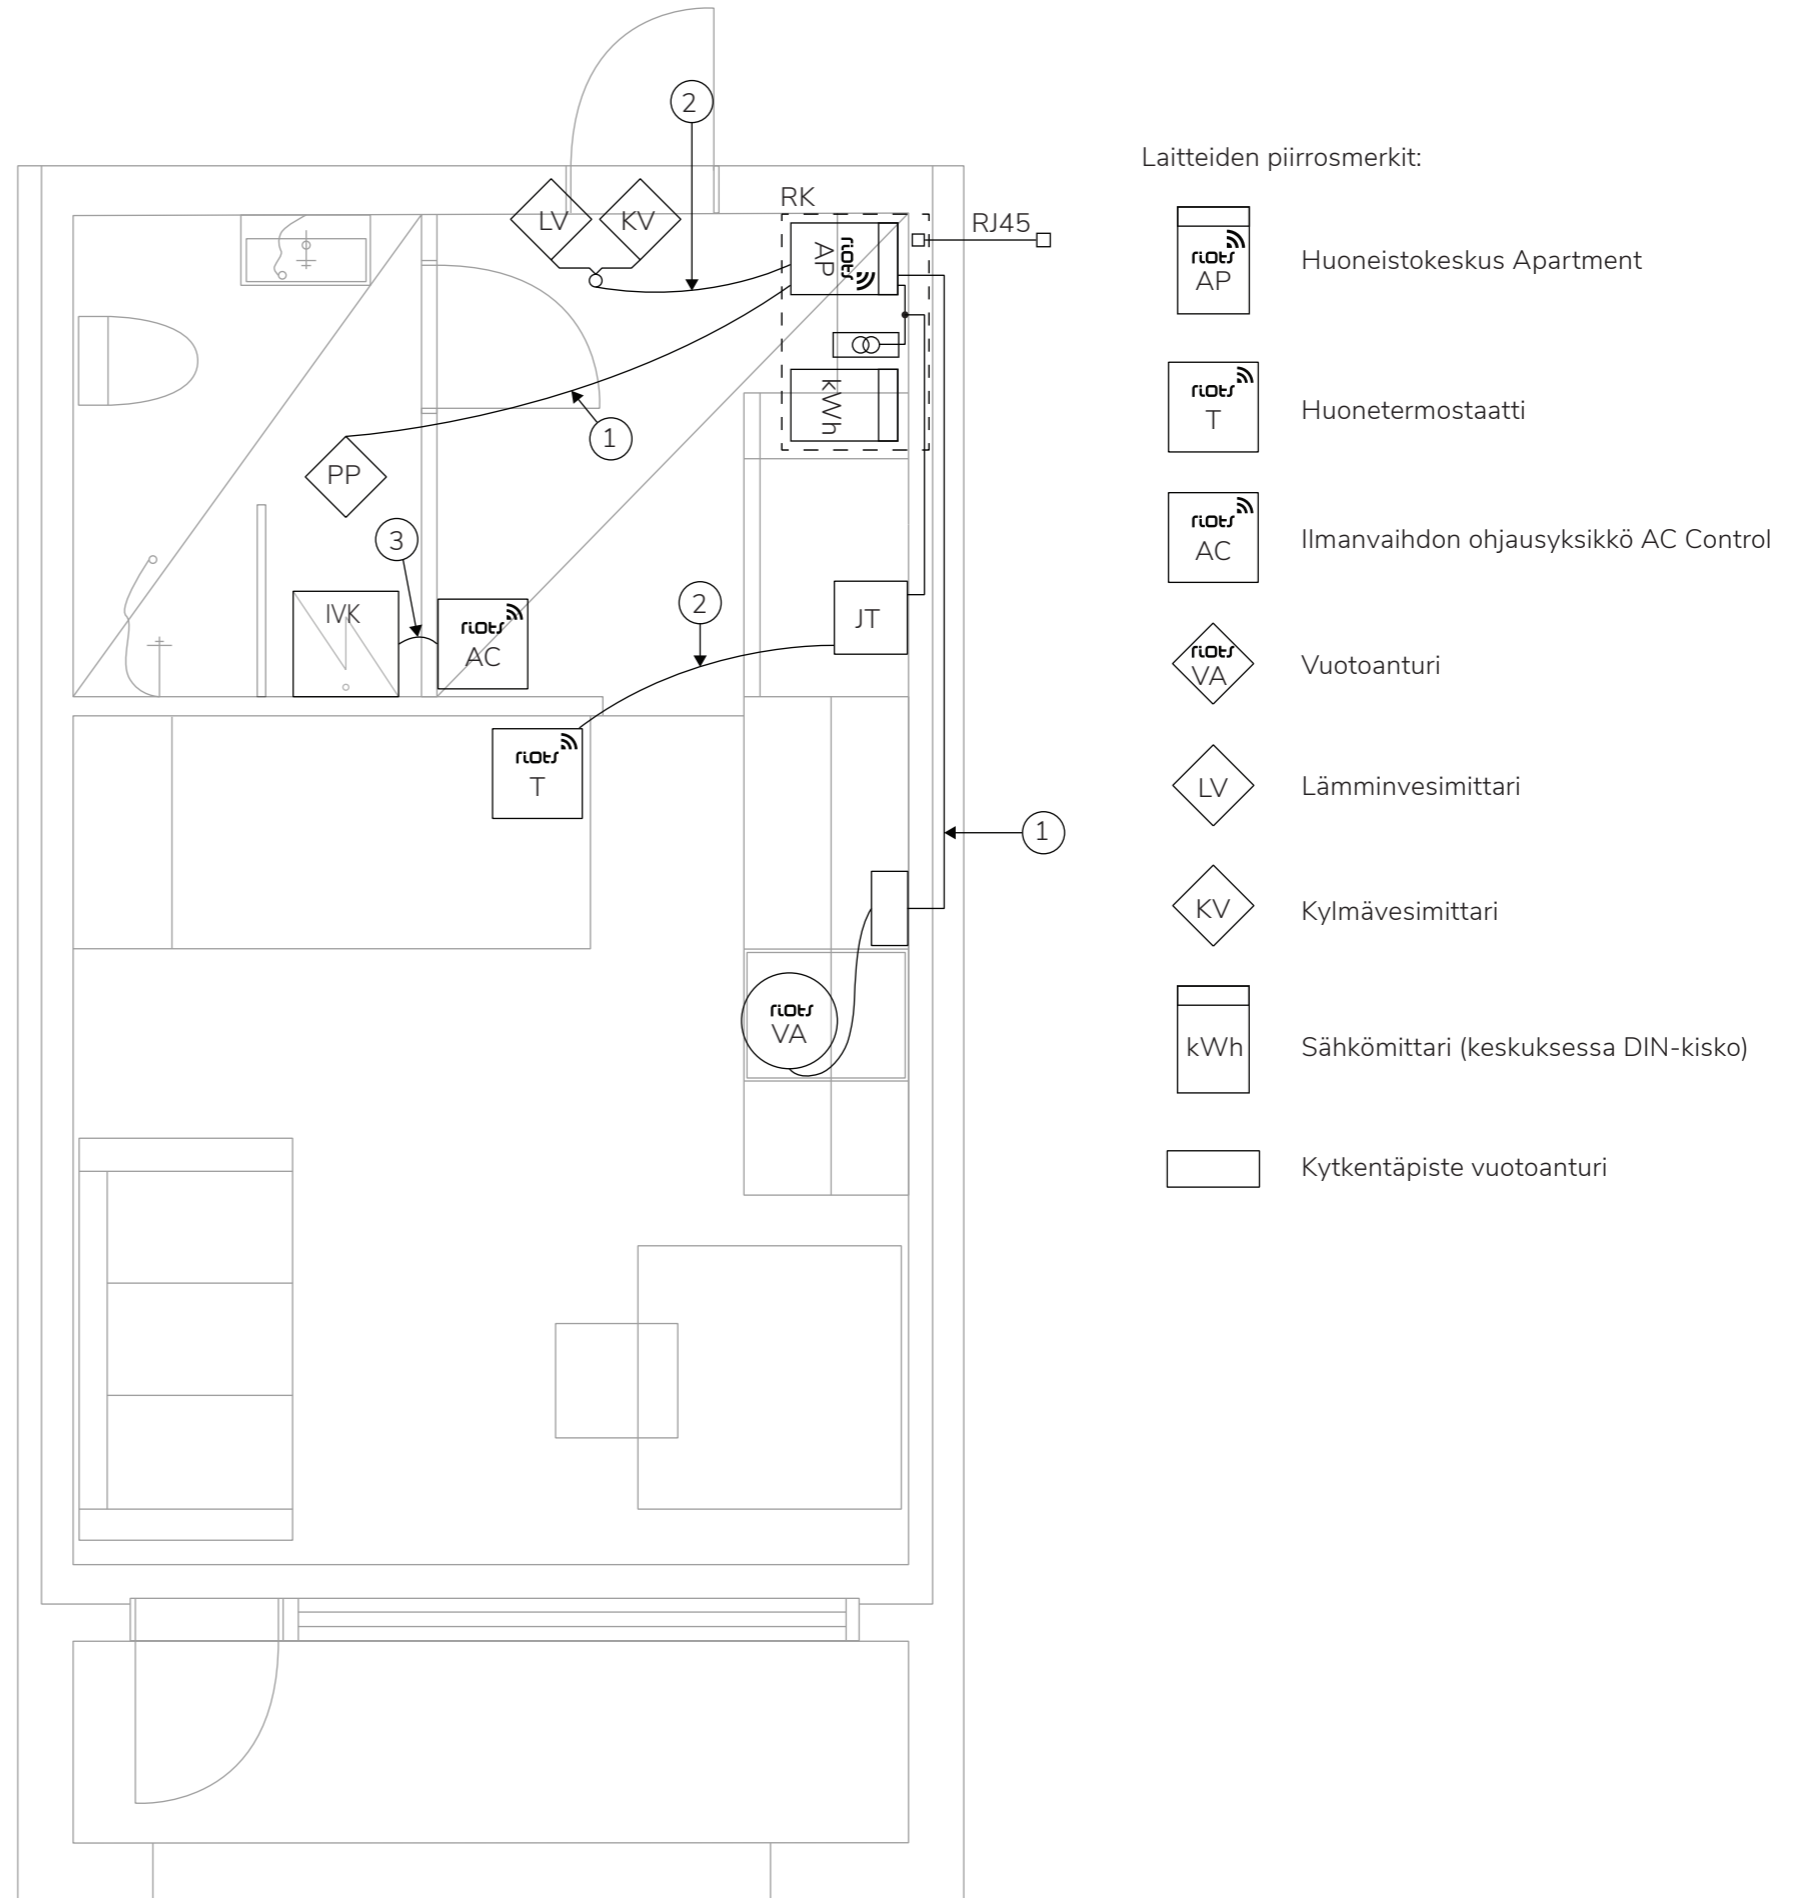 2
LV
KV
RK
RJ45
riots
AP
kWh
1
PP
3
IVK
riots
AC
2
JT
riots
T
1
riots
VA
Laitteiden piirrosmerkit:
riots
AP
Huoneistokeskus Apartment
riots
T
Huonetermostaatti
riots
AC
Ilmanvaihdon ohjausyksikkö AC Control
riots
VA
Vuotoanturi
LV
Lämminvesimittari
KV
Kylmävesimittari
kWh
Sähkömittari (keskuksessa DIN-kisko)
Kytkentäpiste vuotoanturi